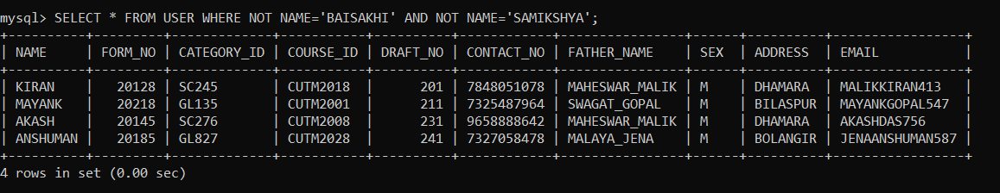 mysql> SELECT * FROM USER WHERE NOT NAME='BAISAKHI' AND NOT NAME='SAMIKSHYA';
+----------+---------+-------------+-----------+----------+------------+----------------+------+----------+----------------+
| NAME     | FORM_NO | CATEGORY_ID | COURSE_ID | DRAFT_NO | CONTACT_NO | FATHER_NAME    | SEX  | ADDRESS  | EMAIL          |
+----------+---------+-------------+-----------+----------+------------+----------------+------+----------+----------------+
| KIRAN    |   20128 | SC245       | CUTM2018  |      201 | 7848051078 | MAHESWAR_MALIK | M    | DHAMARA  | MALIKKIRAN413  |
| MAYANK   |   20218 | GL135       | CUTM2001  |      211 | 7325487964 | SWAGAT_GOPAL   | M    | BILASPUR | MAYANKGOPAL547 |
| AKASH    |   20145 | SC276       | CUTM2008  |      231 | 9658888642 | MAHESWAR_MALIK | M    | DHAMARA  | AKASHDAS756    |
| ANSHUMAN |   20185 | GL827       | CUTM2028  |      241 | 7327058478 | MALAYA_JENA    | M    | BOLANGIR | JENAANSHUMAN587 |
+----------+---------+-------------+-----------+----------+------------+----------------+------+----------+----------------+
4 rows in set (0.00 sec)